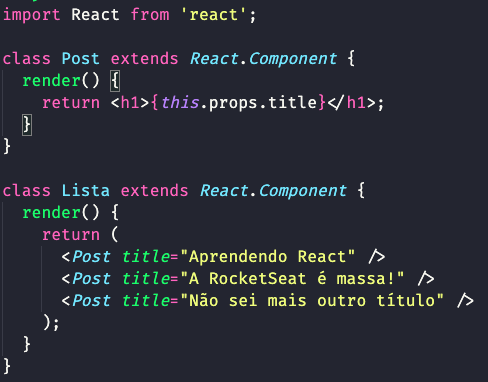 import React from 'react';
class Post extends React.Component {
render() {
return <h1>{this.props.title}</h1>;
}
}
class Lista extends React.Component {
render() {
return (
<Post title="Aprendendo React" />
<Post title="A RocketSeat é massa!" />
<Post title="Não sei mais outro título" />
);
}
}